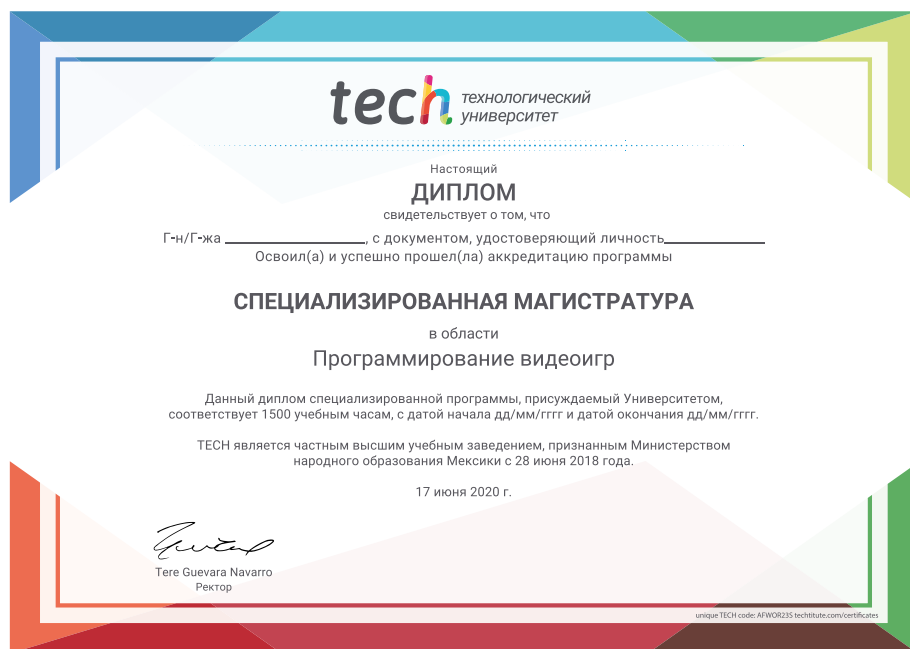 tech технологический
университет
Настоящий
ДИПЛОМ
свидетельствует о том, что
Г-н/Г-жа ____________________, с документом, удостоверяющий личность______________
Освоил(а) и успешно прошел(ла) аккредитацию программы
СПЕЦИАЛИЗИРОВАННАЯ МАГИСТРАТУРА
в области
Программирование видеоигр
Данный диплом специализированной программы, присуждаемый Университетом,
соответствует 1500 учебным часам, с датой начала дд/мм/гггг и датой окончания дд/мм/гггг.
TECH является частным высшим учебным заведением, признанным Министерством
народного образования Мексики с 28 июня 2018 года.
17 июня 2020 г.
Tere Guevara Navarro
Ректор
unique TECH code: AFWOR23S techtitute.com/certificates